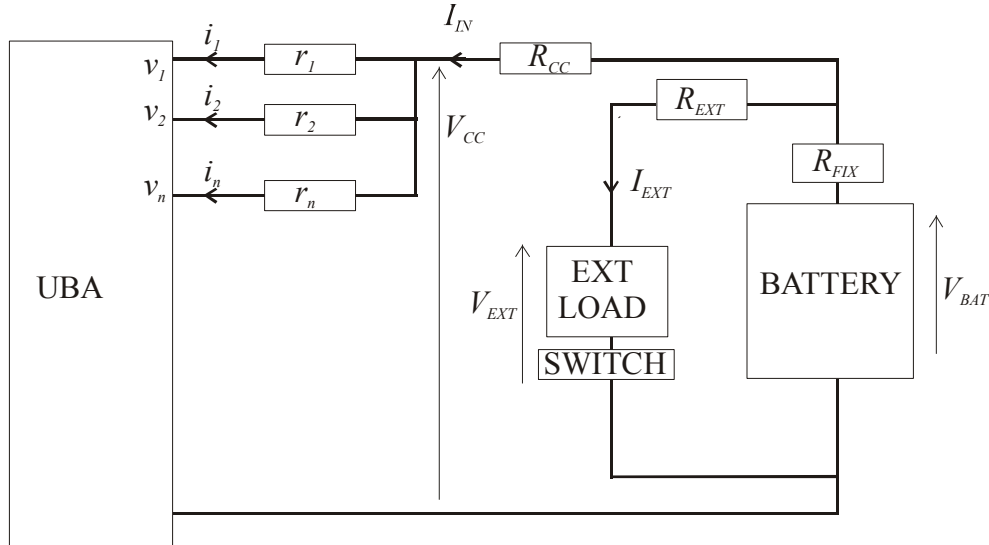 I_IN
i_1
r_1
R_CC
v_1
R_EXT
i_2
v_2
r_2
V_CC
R_FIX
i_n
v_n
r_n
I_EXT
UBA
EXT
LOAD
BATTERY
V_EXT
V_BAT
SWITCH